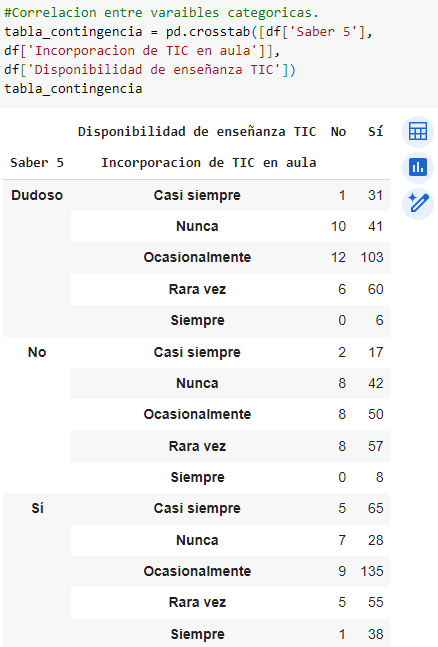 #Correlacion entre varaibles categoricas.
tabla_contingencia = pd.crosstab([df['Saber 5'],
df['Incorporacion de TIC en aula']],
df['Disponibilidad de enseñanza TIC'])
tabla_contingencia
Disponibilidad de enseñanza TIC No Sí
Saber 5 Incorporacion de TIC en aula
Dudoso Casi siempre 1 31
Nunca 10 41
Ocasionalmente 12 103
Rara vez 6 60
Siempre 0 6
No Casi siempre 2 17
Nunca 8 42
Ocasionalmente 8 50
Rara vez 8 57
Siempre 0 8
Sí Casi siempre 5 65
Nunca 7 28
Ocasionalmente 9 135
Rara vez 5 55
Siempre 1 38